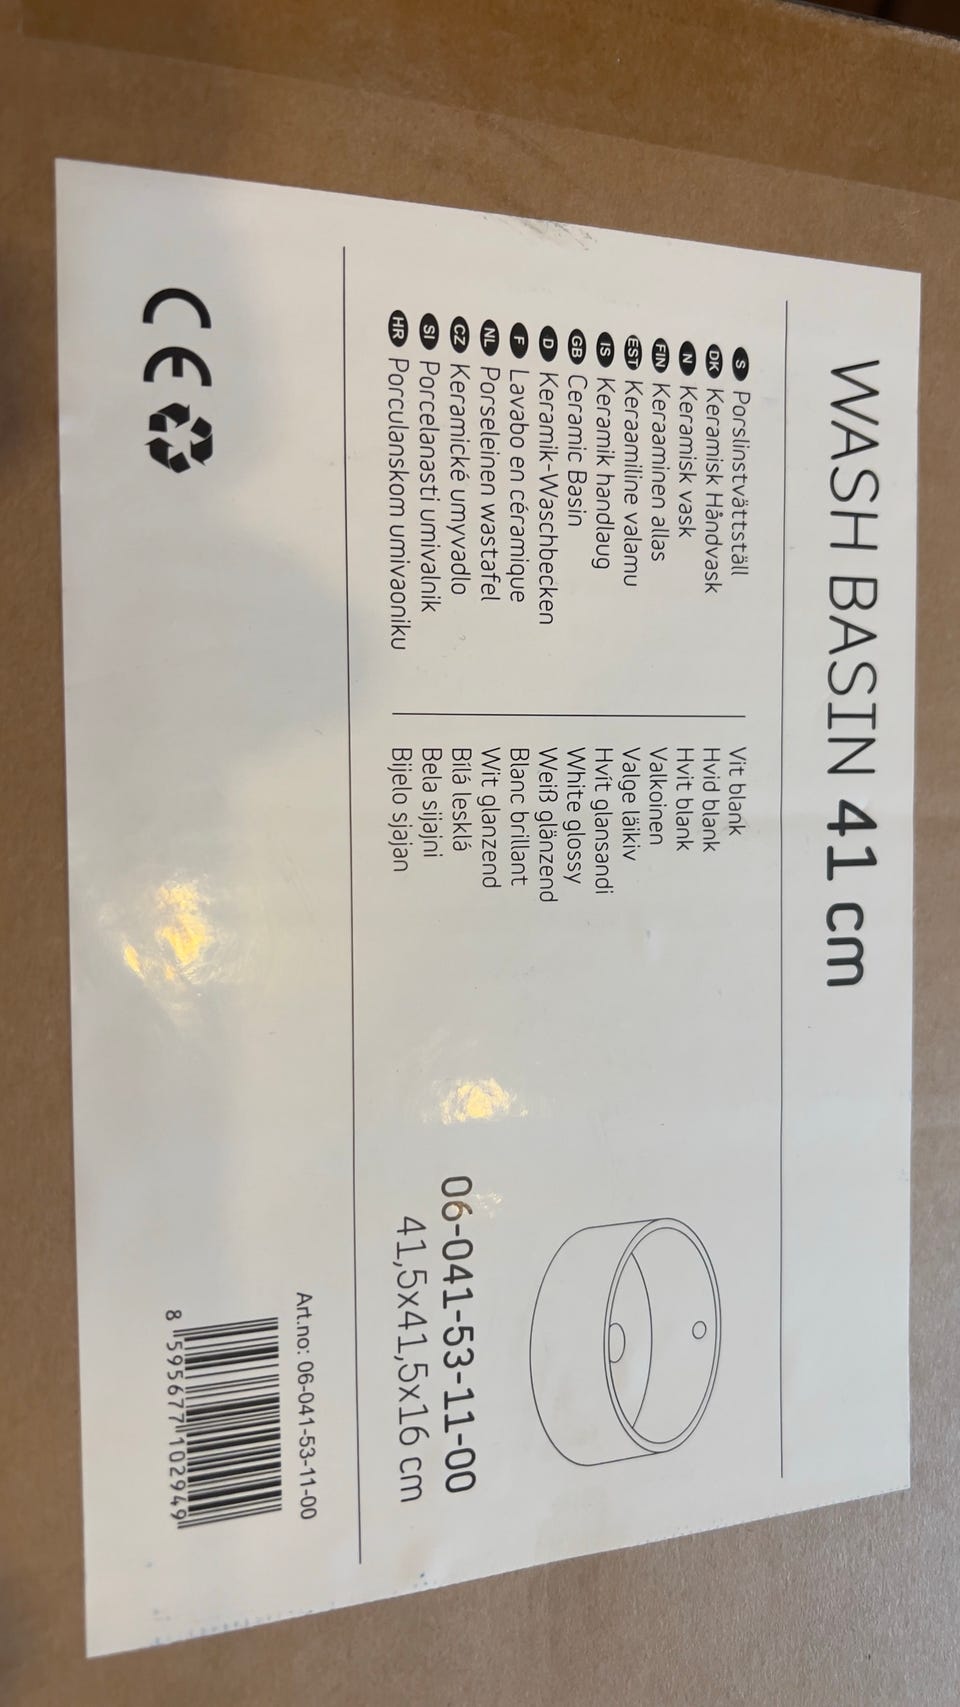 WASH BASIN 41 cm
S Porslinstvättställ Vit blank
DK Keramisk Håndvask Hvid blank
N Keramisk vask Hvit blank
FIN Keraaminen allas Valkoinen
EST Keraamiline valamu Valge läikiv
IS Keramik handlaug Hvít glansandi
GB Ceramic Basin White glossy
D Keramik-Waschbecken Weiß glänzend
F Lavabo en céramique Blanc brillant
NL Porseleinen wastafel Wit glanzend
CZ Keramické umyvadlo Bílá lesklá
SI Porcelanasti umivalnik Bela sijajni
HR Porculanskom umivaoniku Bijelo sjajan
06-041-53-11-00
41,5x41,5x16 cm
CE
Art.no: 06-041-53-11-00
8 595677 102949